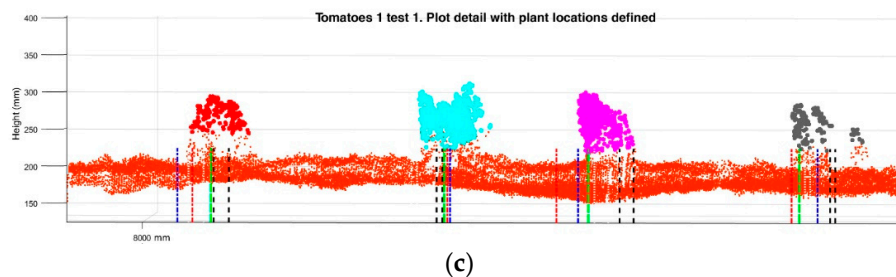 Tomatoes 1 test 1. Plot detail with plant locations defined
400
350
300
250
200
150
Height (mm)
8000 mm
(c)